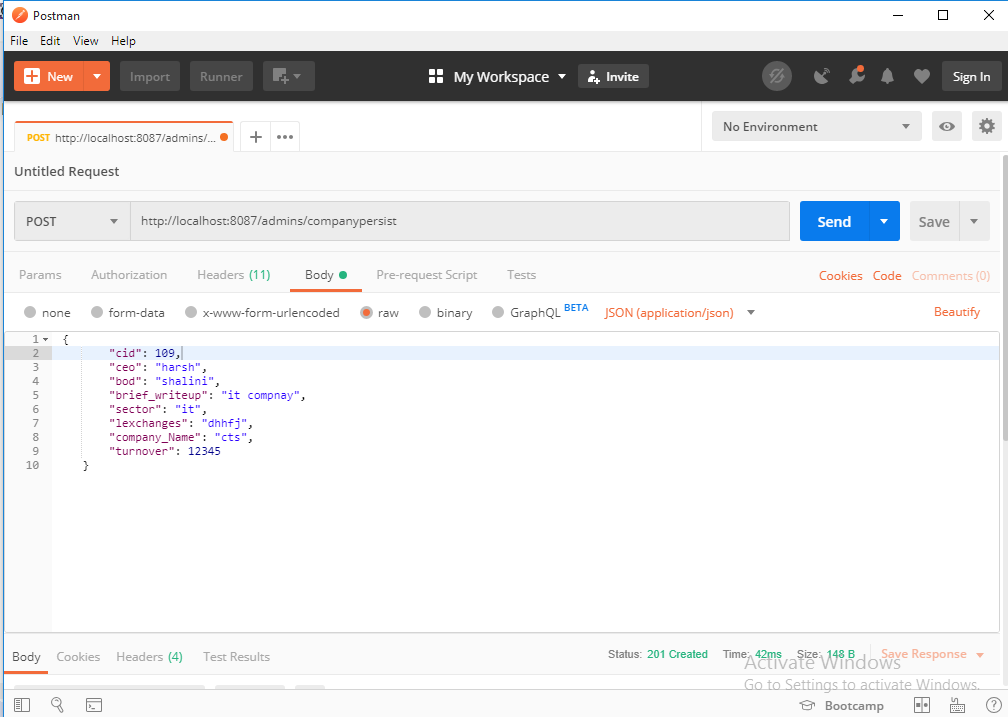 Postman
File Edit View Help
New Import Runner My Workspace Invite Sign In
POST http://localhost:8087/admins/... No Environment
Untitled Request
POST http://localhost:8087/admins/companypersist Send Save
Params Authorization Headers (11) Body Pre-request Script Tests Cookies Code Comments (0)
none form-data x-www-form-urlencoded raw binary GraphQL BETA JSON (application/json) Beautify
1 {
2 "cid": 109,
3 "ceo": "harsh",
4 "bod": "shalini",
5 "brief_writeup": "it compnay",
6 "sector": "it",
7 "lexchanges": "dhhfj",
8 "company_Name": "cts",
9 "turnover": 12345
10 }
Body Cookies Headers (4) Test Results Status: 201 Created Time: 42ms Size: 148 B Save Response
Activate Windows
Go to Settings to activate Windows.
Bootcamp